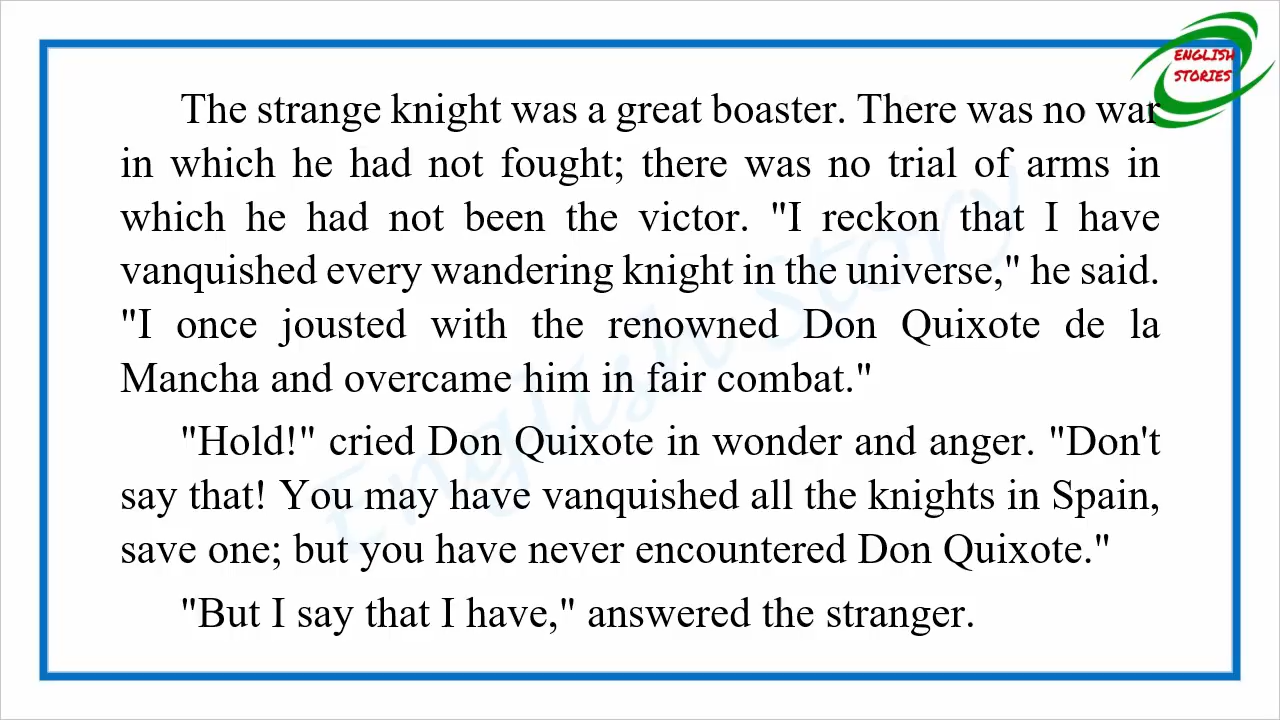 ENGLISH
STORIES
The strange knight was a great boaster. There was no war
in which he had not fought; there was no trial of arms in
which he had not been the victor. "I reckon that I have
vanquished every wandering knight in the universe," he said.
"I once jousted with the renowned Don Quixote de la
Mancha and overcame him in fair combat."
"Hold!" cried Don Quixote in wonder and anger. "Don't
say that! You may have vanquished all the knights in Spain,
save one; but you have never encountered Don Quixote."
"But I say that I have," answered the stranger.
English Story